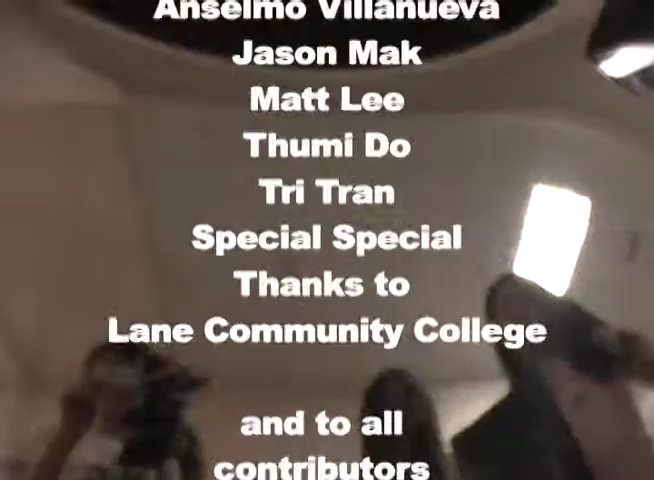 Anselmo Villanueva
Jason Mak
Matt Lee
Thumi Do
Tri Tran
Special Special
Thanks to
Lane Community College
and to all
contributors